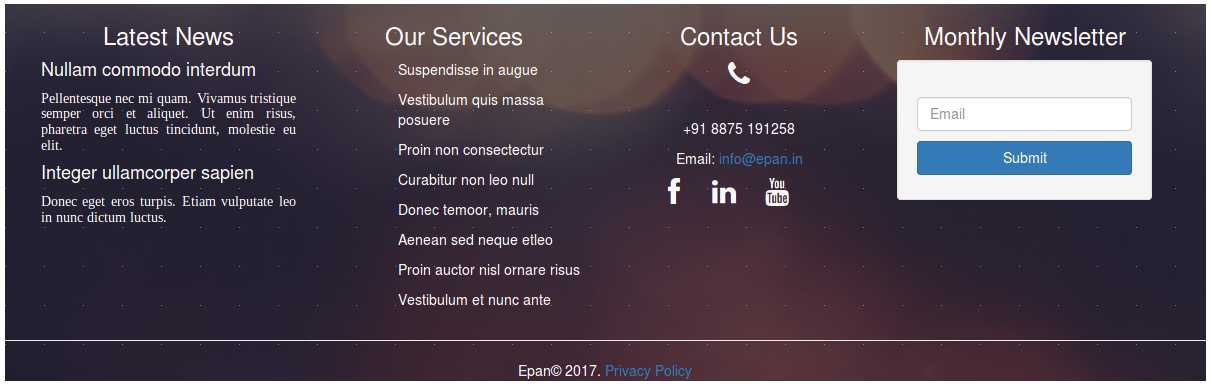 Latest News
Nullam commodo interdum
Pellentesque nec mi quam. Vivamus tristique
semper orci et aliquet. Ut enim risus,
pharetra eget luctus tincidunt, molestie eu
elit.
Integer ullamcorper sapien
Donec eget eros turpis. Etiam vulputate leo
in nunc dictum luctus.
Our Services
Suspendisse in augue
Vestibulum quis massa
posuere
Proin non consectectur
Curabitur non leo null
Donec temoor, mauris
Aenean sed neque etleo
Proin auctor nisl ornare risus
Vestibulum et nunc ante
Contact Us
+91 8875 191258
Email: info@epan.in
f in You
Tube
Monthly Newsletter
Email
Submit
Epan© 2017. Privacy Policy